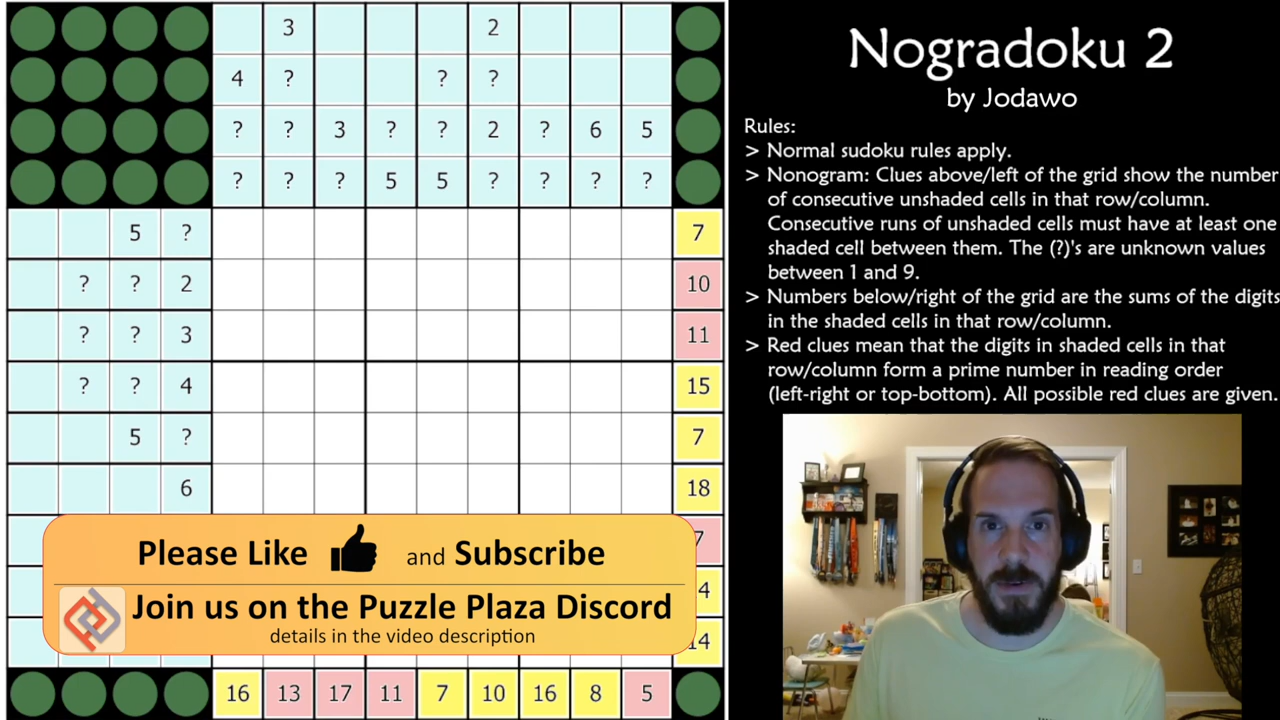 Nogradoku 2
by Jodawo
3 2
4 ? ? ?
? ? 3 ? ? 2 ? 6 5
? ? ? 5 5 ? ? ? ?
5 ? 7
? ? 2 10
? ? 3 11
? ? 4 15
5 ? 7
6 18
7
4
14
16 13 17 11 7 10 16 8 5
Rules:
> Normal sudoku rules apply.
> Nonogram: Clues above/left of the grid show the number
of consecutive unshaded cells in that row/column.
Consecutive runs of unshaded cells must have at least one
shaded cell between them. The (?)'s are unknown values
between 1 and 9.
> Numbers below/right of the grid are the sums of the digits
in the shaded cells in that row/column.
> Red clues mean that the digits in shaded cells in that
row/column form a prime number in reading order
(left-right or top-bottom). All possible red clues are given.
Please Like and Subscribe
Join us on the Puzzle Plaza Discord
details in the video description